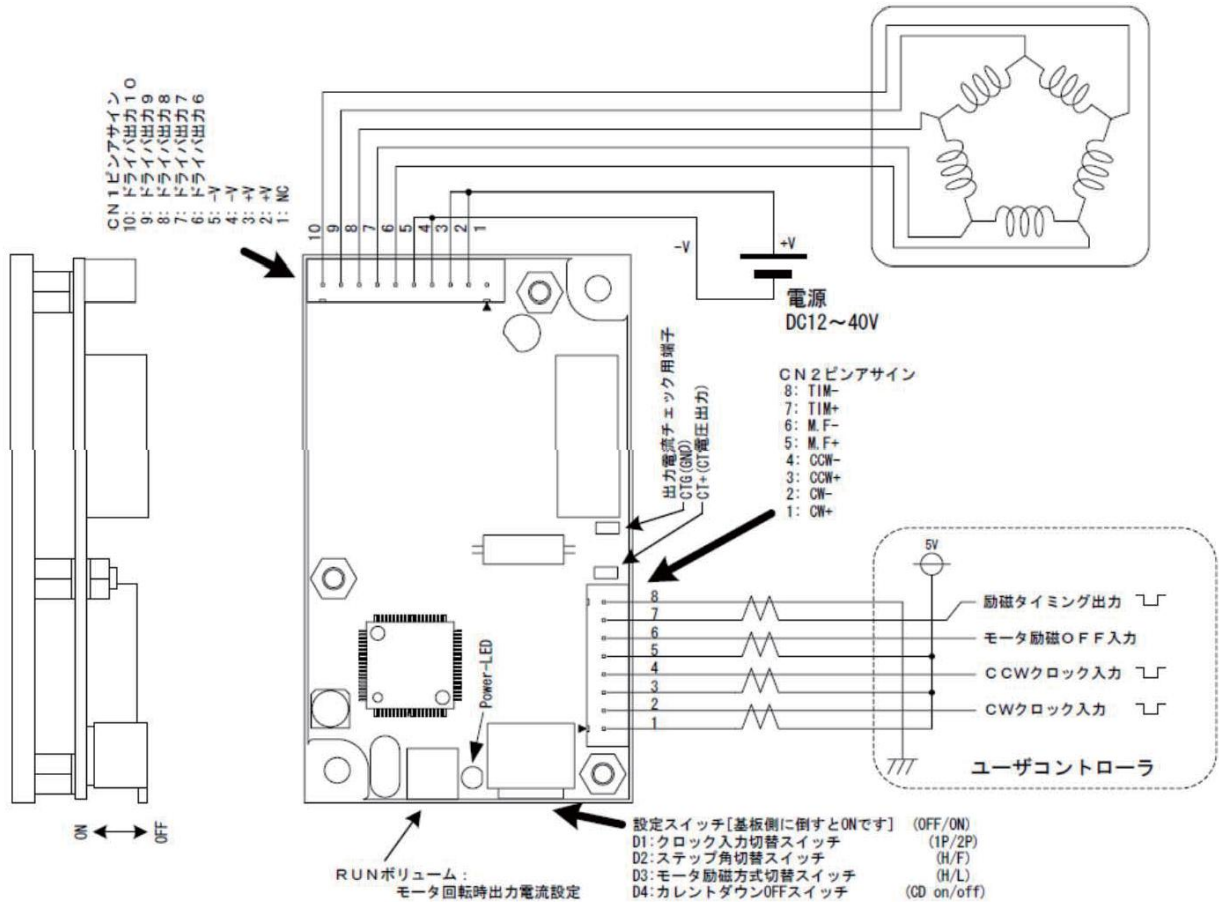 CN1ピンアサイン
10: ドライバ出力10
9: ドライバ出力9
8: ドライバ出力8
7: ドライバ出力7
6: ドライバ出力6
5: -V
4: -V
3: +V
2: +V
1: NC
10
9
8
7
6
5
4
3
2
1
-V
+V
電源
DC12～40V
出力電流チェック用端子
CTG(GND)
CT+(CT電圧出力)
CN2ピンアサイン
8: TIM-
7: TIM+
6: M.F-
5: M.F+
4: CCW-
3: CCW+
2: CW-
1: CW+
5V
8
7
6
5
4
3
2
1
励磁タイミング出力
モータ励磁OFF入力
CCWクロック入力
CWクロック入力
ユーザコントローラ
Power-LED
ON
OFF
RUNボリューム：
モータ回転時出力電流設定
設定スイッチ[基板側に倒すとONです] (OFF/ON)
D1:クロック入力切替スイッチ (1P/2P)
D2:ステップ角切替スイッチ (H/F)
D3:モータ励磁方式切替スイッチ (H/L)
D4:カレントダウンOFFスイッチ (CD on/off)